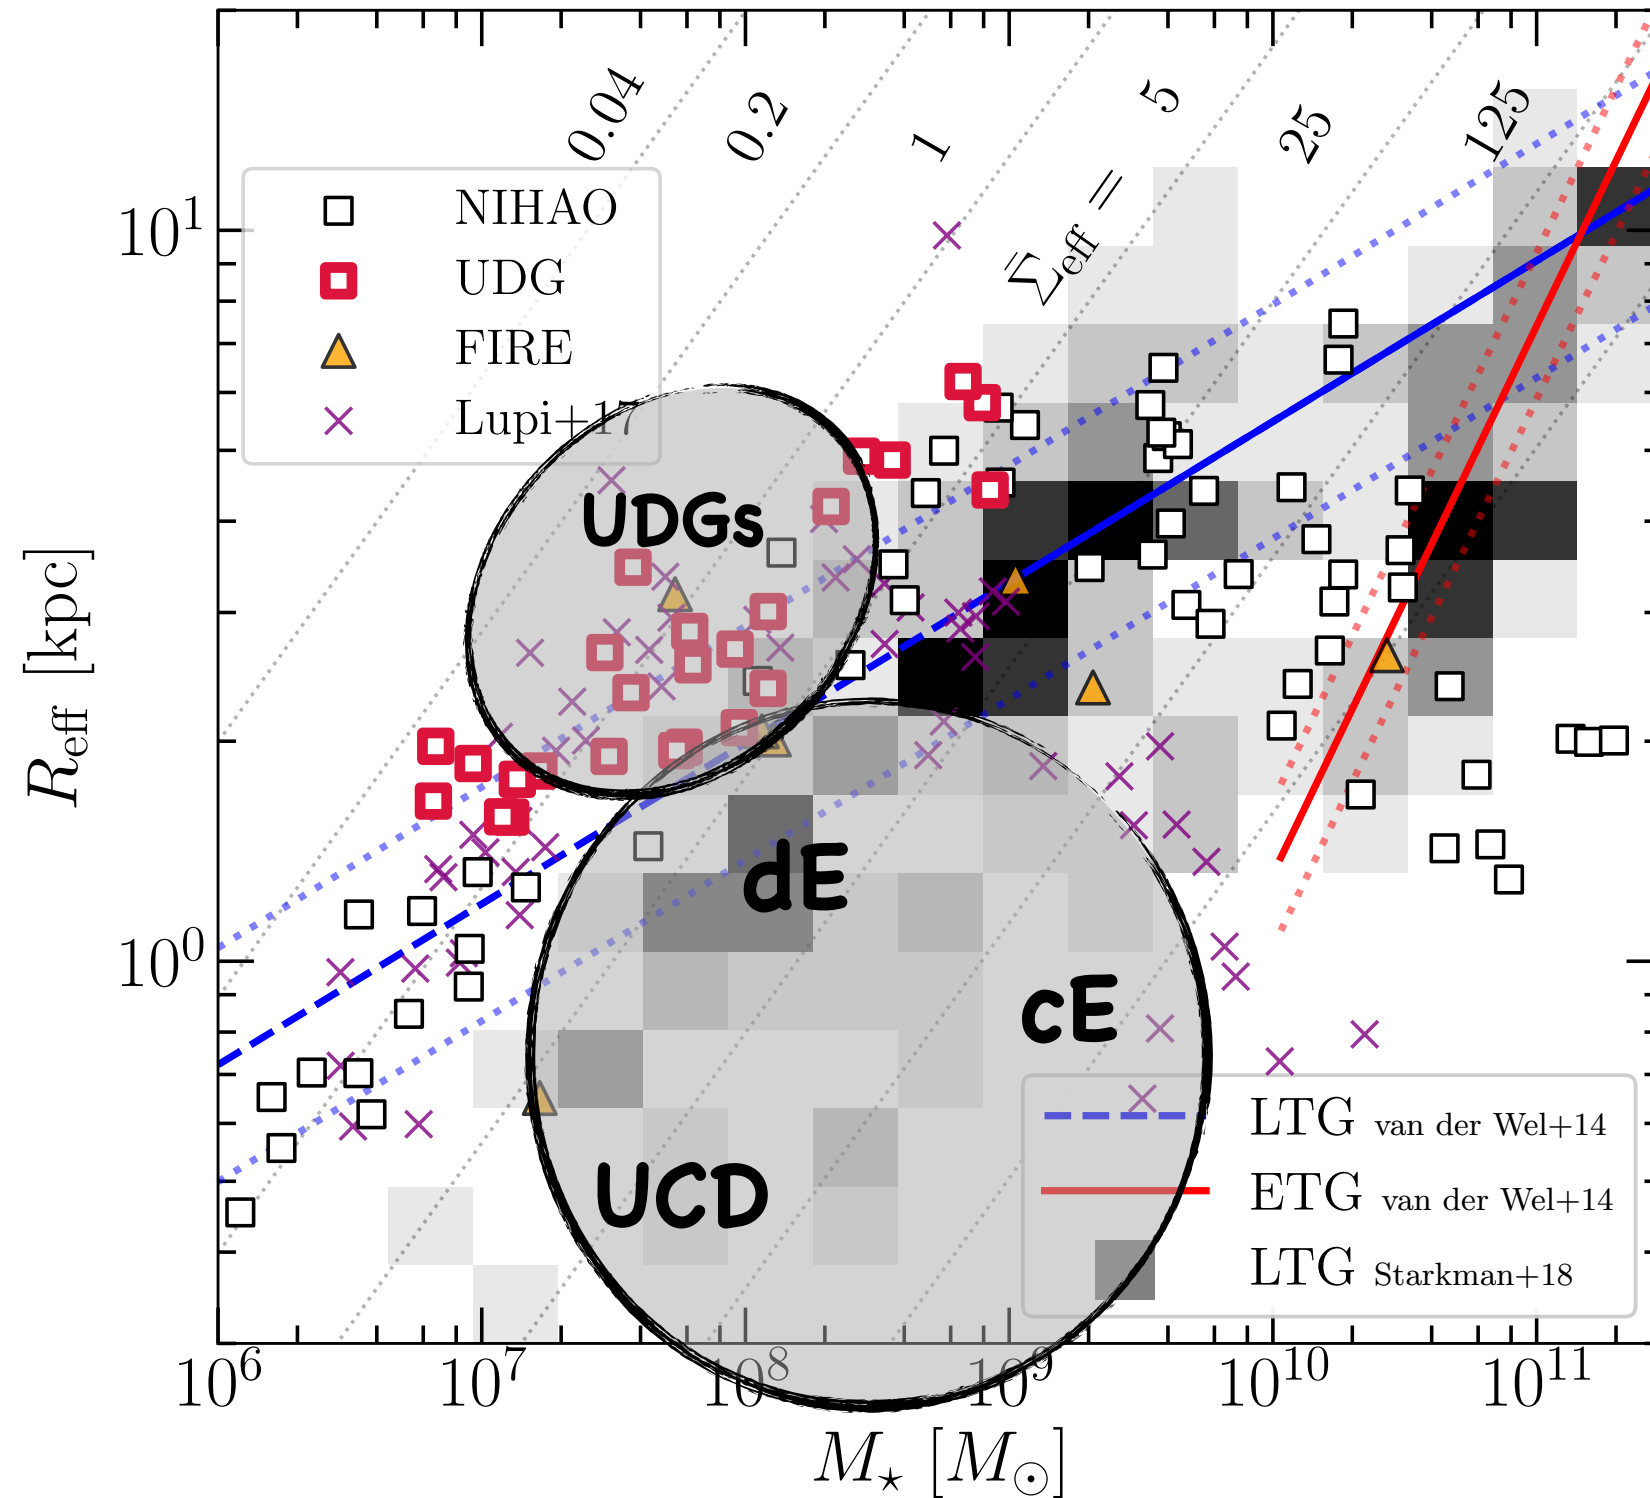 0.04
0.2
1
5
25
125
Σ̄eff =
NIHAO
UDG
FIRE
Lupi+17
UDGs
dE
cE
UCD
LTG van der Wel+14
ETG van der Wel+14
LTG Starkman+18
10¹
10⁰
Reff [kpc]
10⁶ 10⁷ 10⁸ 10⁹ 10¹⁰ 10¹¹
M⋆ [M⊙]